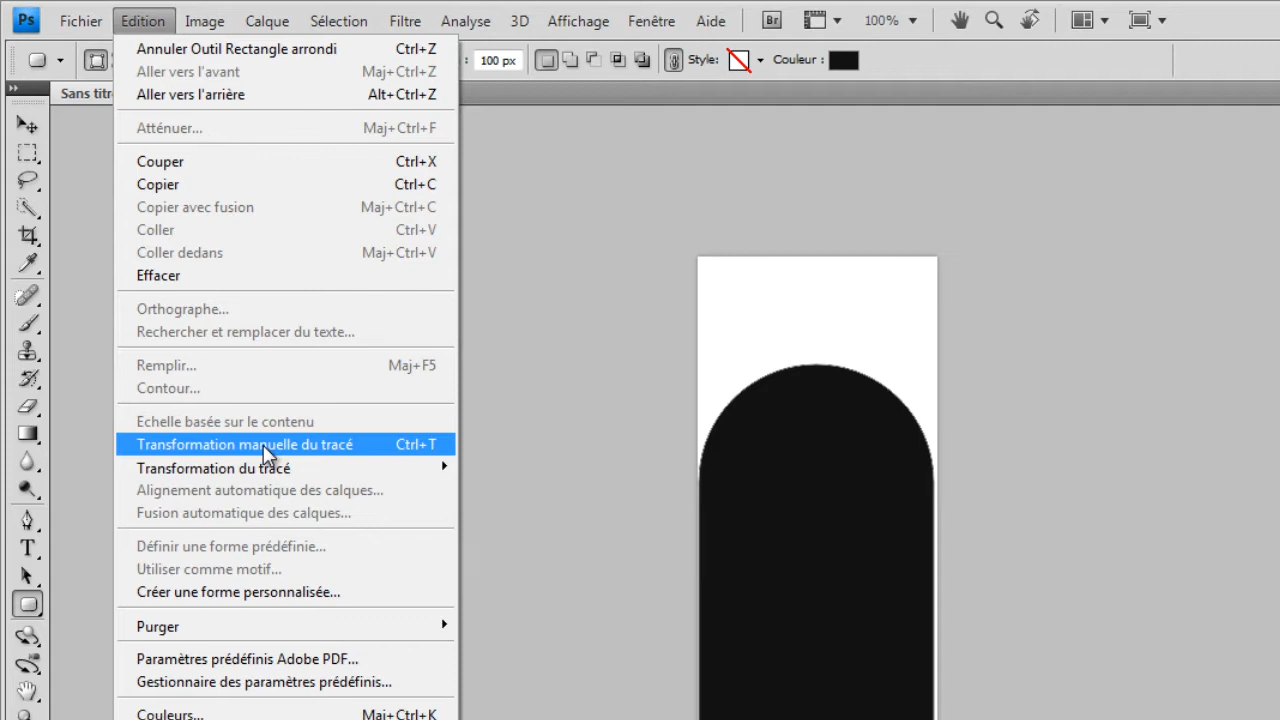 Ps Fichier Edition Image Calque Sélection Filtre Analyse 3D Affichage Fenêtre Aide Br 100%
: 100 px Style: Couleur :
Sans titr
Annuler Outil Rectangle arrondi Ctrl+Z
Aller vers l'avant Maj+Ctrl+Z
Aller vers l'arrière Alt+Ctrl+Z
Atténuer... Maj+Ctrl+F
Couper Ctrl+X
Copier Ctrl+C
Copier avec fusion Maj+Ctrl+C
Coller Ctrl+V
Coller dedans Maj+Ctrl+V
Effacer
Orthographe...
Rechercher et remplacer du texte...
Remplir... Maj+F5
Contour...
Echelle basée sur le contenu
Transformation manuelle du tracé Ctrl+T
Transformation du tracé
Alignement automatique des calques...
Fusion automatique des calques...
Définir une forme prédéfinie...
Utiliser comme motif...
Créer une forme personnalisée...
Purger
Paramètres prédéfinis Adobe PDF...
Gestionnaire des paramètres prédéfinis...
Couleurs... Maj+Ctrl+K